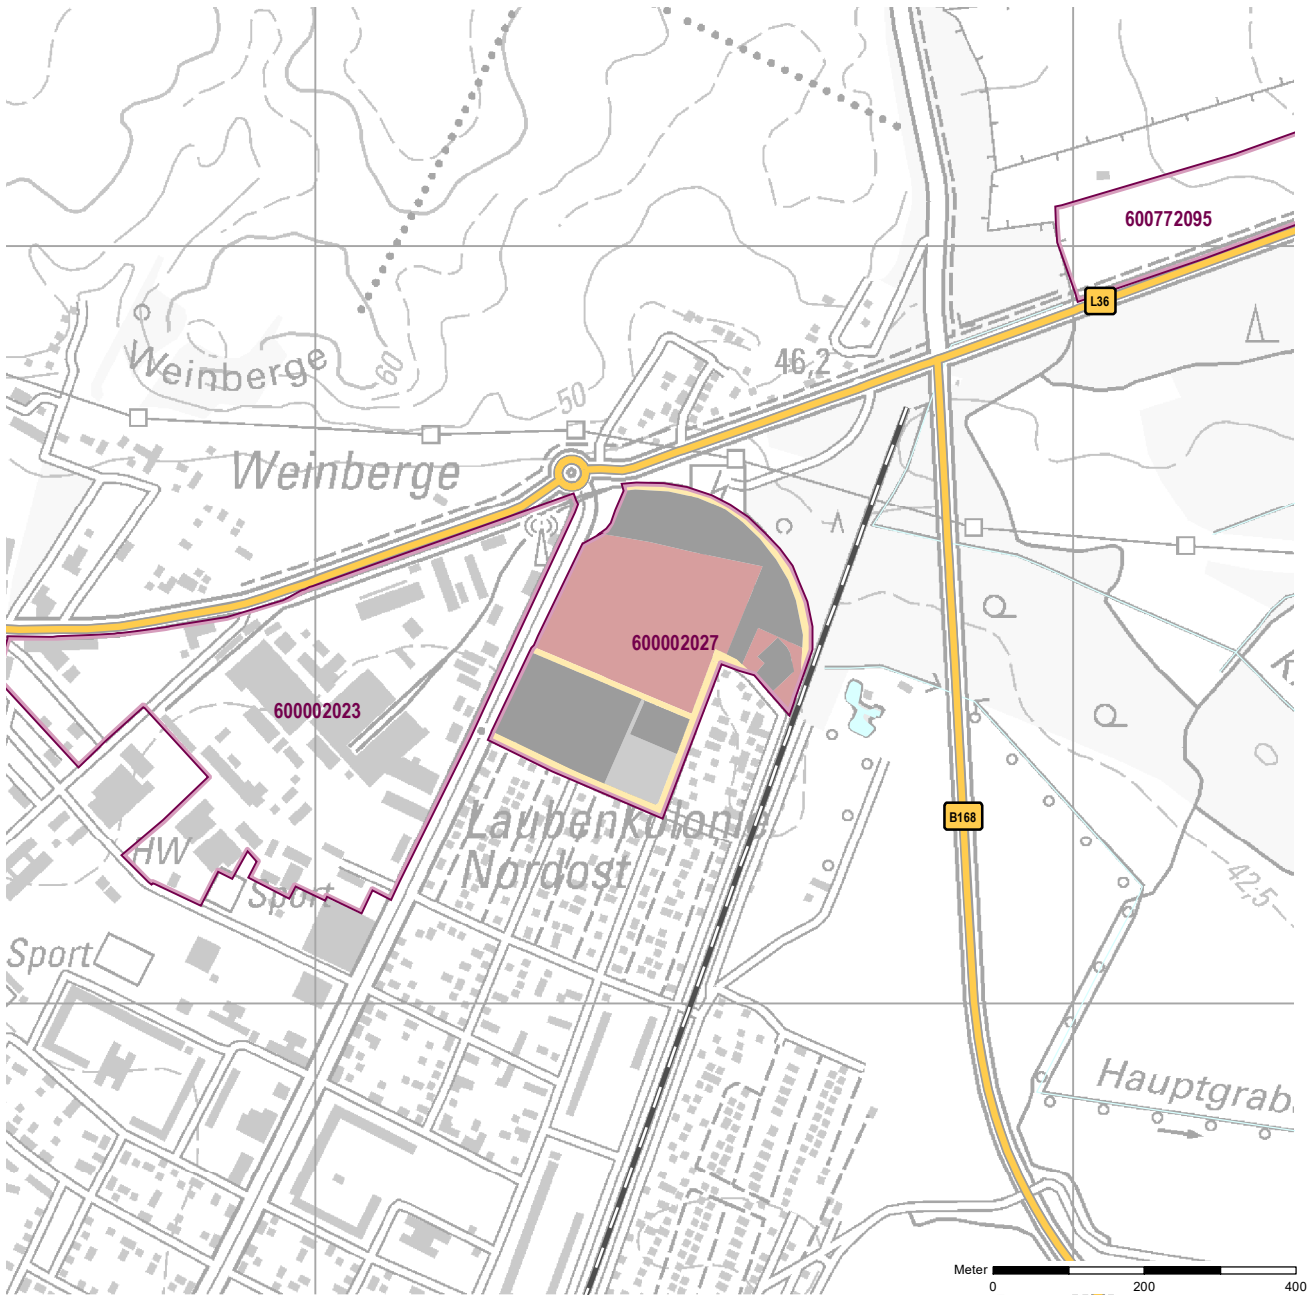 600772095
L36
Weinberge
60
46,2
50
Weinberge
600002027
600002023
B168
Laubenkolonie
Nordost
HW
Sport
42,5
Sport
Hauptgrab
Meter
0
200
400